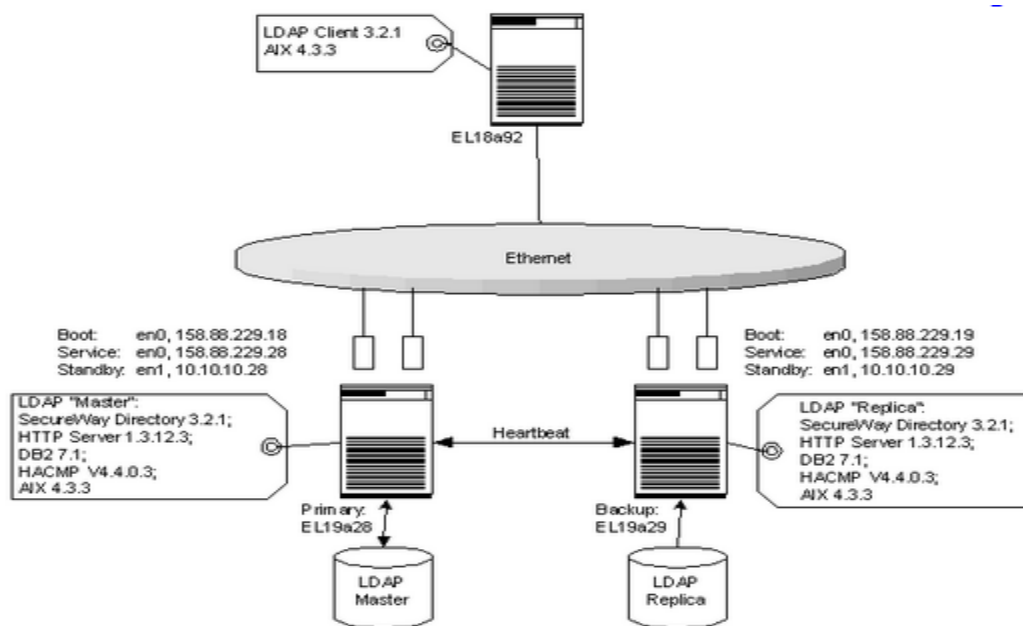 LDAP Client 3.2.1
AIX 4.3.3
EL18a92
Ethernet
Boot: en0, 158.88.229.18
Service: en0, 158.88.229.28
Standby: en1, 10.10.10.28
Boot: en0, 158.88.229.19
Service: en0, 158.88.229.29
Standby: en1, 10.10.10.29
LDAP "Master":
SecureWay Directory 3.2.1;
HTTP Server 1.3.12.3;
DB2 7.1;
HACMP V4.4.0.3;
AIX 4.3.3
Heartbeat
LDAP "Replica":
SecureWay Directory 3.2.1;
HTTP Server 1.3.12.3;
DB2 7.1;
HACMP V4.4.0.3;
AIX 4.3.3
Primary:
EL19a28
Backup:
EL19a29
LDAP
Master
LDAP
Replica